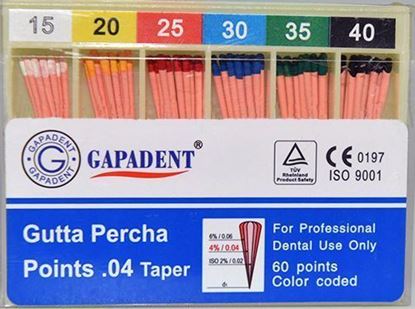 15 20 25 30 35 40
GAPADENT
G
GAPADENT
GAPADENT®
TÜV
Rheinland
Product Safety
CE 0197
ISO 9001
Gutta Percha
Points .04 Taper
6% / 0.06
4% / 0.04
ISO 2% / 0.02
d₁
For Professional
Dental Use Only
60 points
Color coded